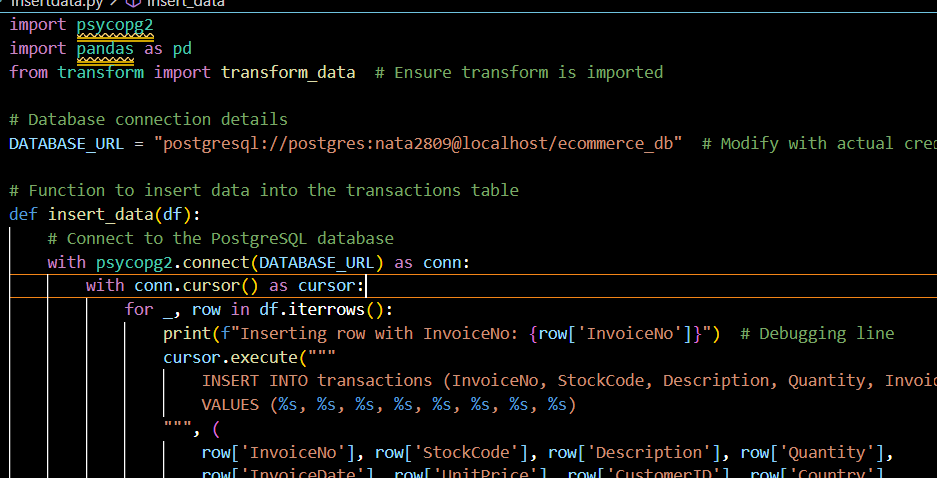 insertdata.py > insert_data
import psycopg2
import pandas as pd
from transform import transform_data  # Ensure transform is imported
# Database connection details
DATABASE_URL = "postgresql://postgres:nata2809@localhost/ecommerce_db"  # Modify with actual cred
# Function to insert data into the transactions table
def insert_data(df):
    # Connect to the PostgreSQL database
    with psycopg2.connect(DATABASE_URL) as conn:
        with conn.cursor() as cursor:
            for _, row in df.iterrows():
                print(f"Inserting row with InvoiceNo: {row['InvoiceNo']}")  # Debugging line
                cursor.execute("""
                    INSERT INTO transactions (InvoiceNo, StockCode, Description, Quantity, Invoi
                    VALUES (%s, %s, %s, %s, %s, %s, %s, %s)
                """, (
                    row['InvoiceNo'], row['StockCode'], row['Description'], row['Quantity'],
                    row['InvoiceDate'], row['UnitPrice'], row['CustomerID'], row['Country']